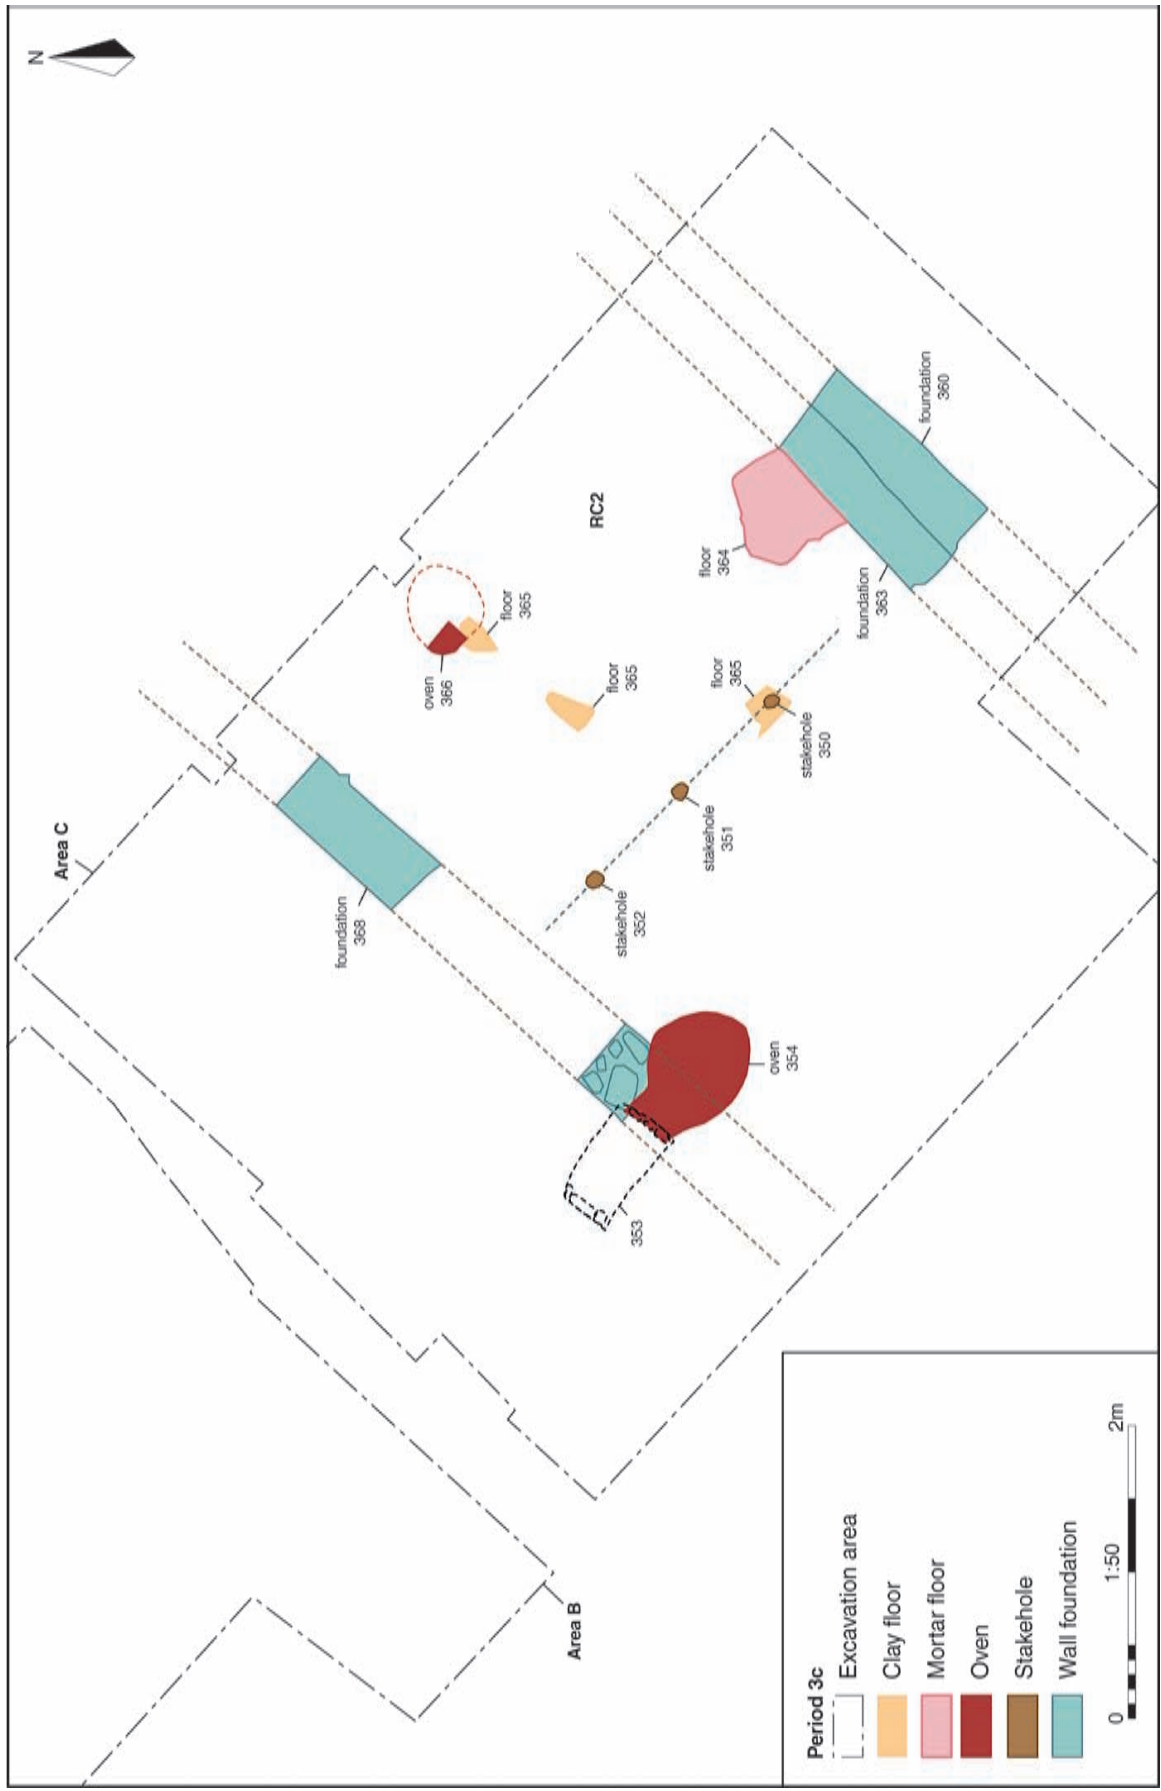 N
Area C
foundation
368
oven
366
floor
365
RC2
floor
365
floor
364
foundation
360
foundation
363
floor
365
stakehole
350
stakehole
351
stakehole
352
oven
354
353
Area B
Period 3c
Excavation area
Clay floor
Mortar floor
Oven
Stakehole
Wall foundation
0 1:50 2m